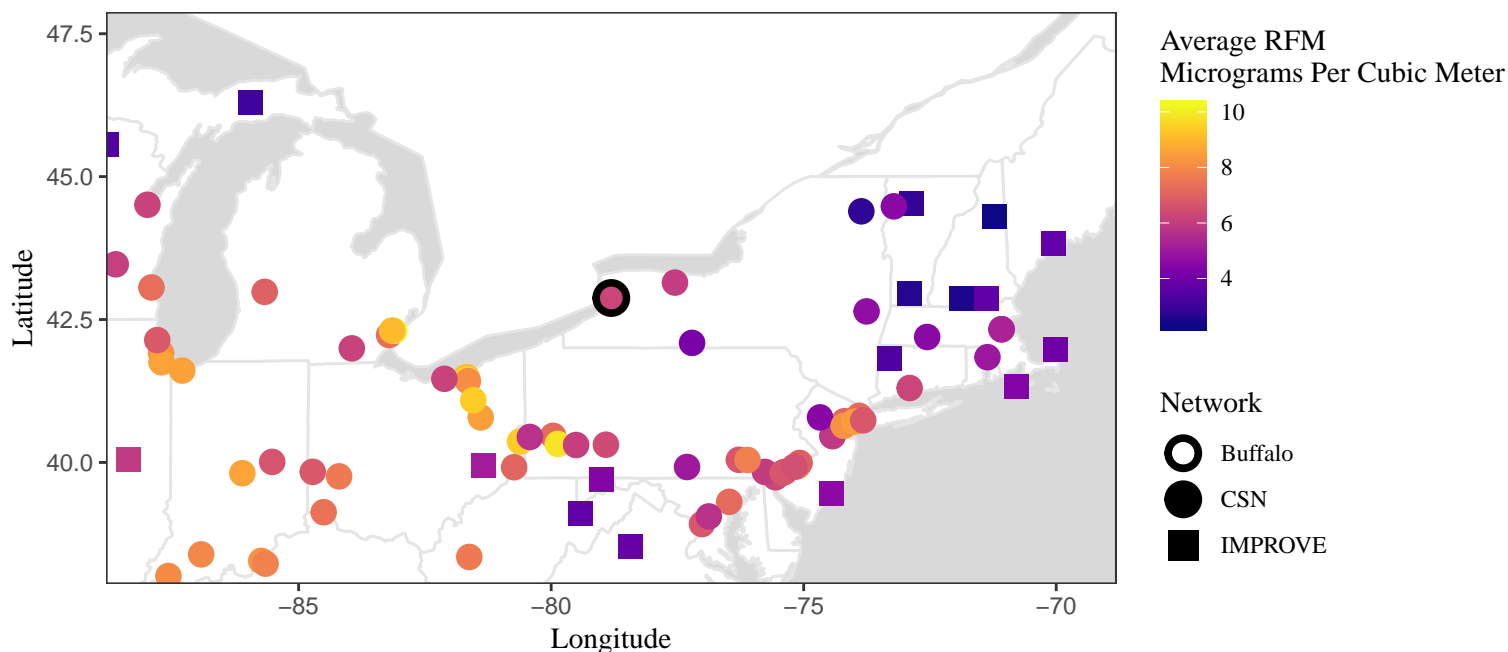 47.5
45.0
42.5
40.0
Latitude
−85
−80
−75
−70
Longitude
Average RFM
Micrograms Per Cubic Meter
10
8
6
4
Network
Buffalo
CSN
IMPROVE